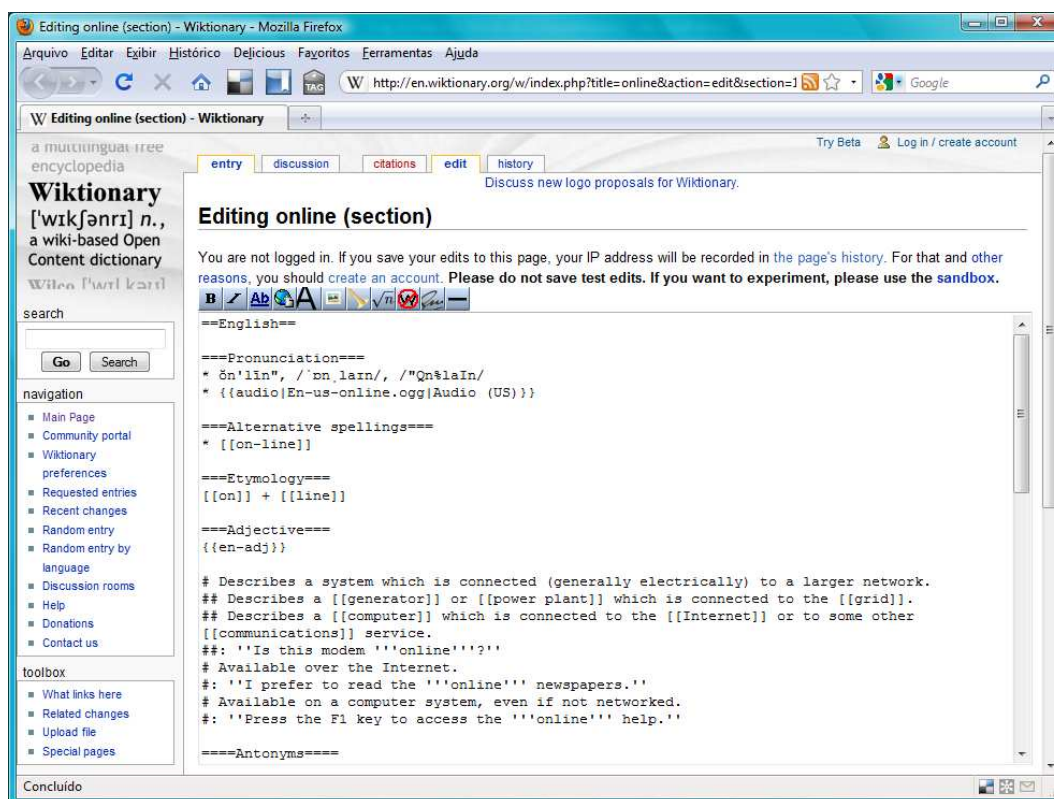 Editing online (section) - Wiktionary - Mozilla Firefox
Arquivo Editar Exibir Histórico Delicious Favoritos Ferramentas Ajuda
TAG W http://en.wiktionary.org/w/index.php?title=online&action=edit&section=1 Google
W Editing online (section) - Wiktionary
a multilingual free
encyclopedia
Wiktionary
['wɪkʃənrɪ] n.,
a wiki-based Open
Content dictionary
Wilco
search
Go Search
navigation
Main Page
Community portal
Wiktionary
preferences
Requested entries
Recent changes
Random entry
Random entry by
language
Discussion rooms
Help
Donations
Contact us
toolbox
What links here
Related changes
Upload file
Special pages
Try Beta Log in / create account
entry discussion citations edit history
Discuss new logo proposals for Wiktionary.
Editing online (section)
You are not logged in. If you save your edits to this page, your IP address will be recorded in the page's history. For that and other
reasons, you should create an account. Please do not save test edits. If you want to experiment, please use the sandbox.
B I Ab A √n W
==English==
===Pronunciation===
* ŏn'līn", /ˈɒnˌlaɪn/, /"Qn%laIn/
* {{audio|En-us-online.ogg|Audio (US)}}
===Alternative spellings===
* [[on-line]]
===Etymology===
[[on]] + [[line]]
===Adjective===
{{en-adj}}
# Describes a system which is connected (generally electrically) to a larger network.
## Describes a [[generator]] or [[power plant]] which is connected to the [[grid]].
## Describes a [[computer]] which is connected to the [[Internet]] or to some other
[[communications]] service.
##: ''Is this modem '''online'''?''
# Available over the Internet.
#: ''I prefer to read the '''online''' newspapers.''
# Available on a computer system, even if not networked.
#: ''Press the F1 key to access the '''online''' help.''
====Antonyms====
Concluído